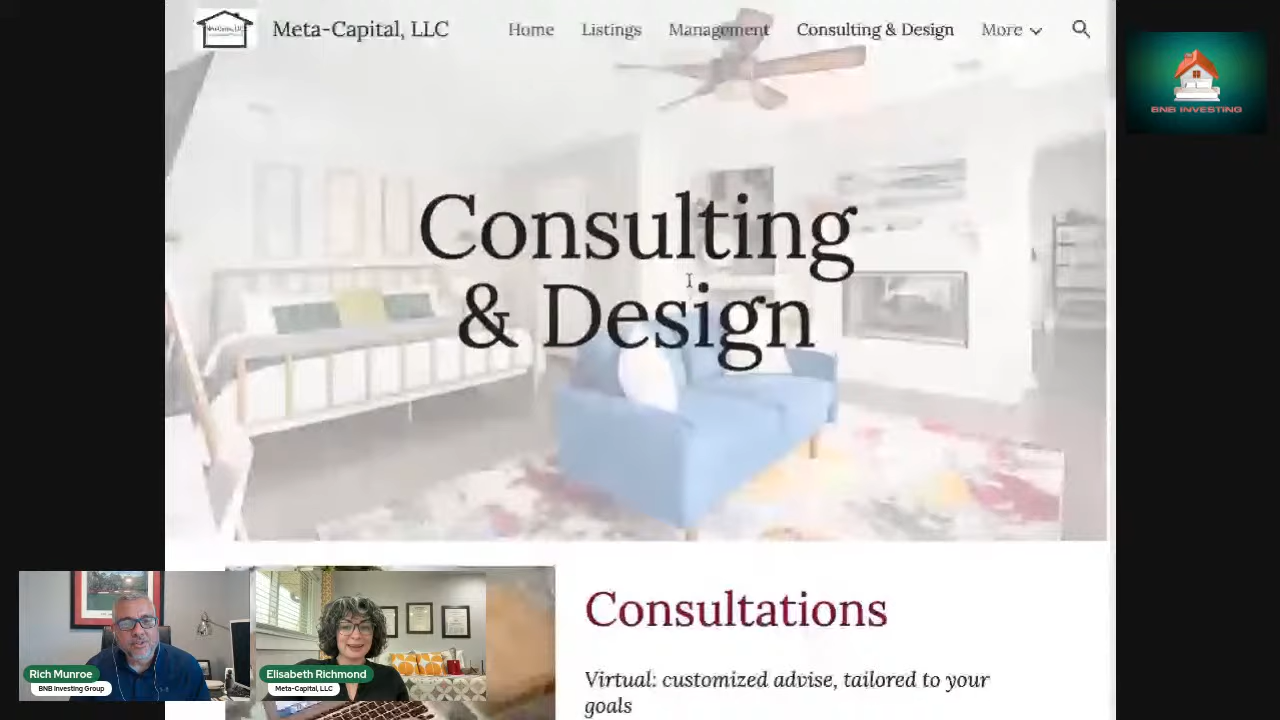 Meta-Capital, LLC
Home
Listings
Management
Consulting & Design
More
BNB INVESTING
Consulting
& Design
Consultations
Virtual: customized advise, tailored to your
goals
Rich Munroe
BNB Investing Group
Elisabeth Richmond
Meta-Capital, LLC